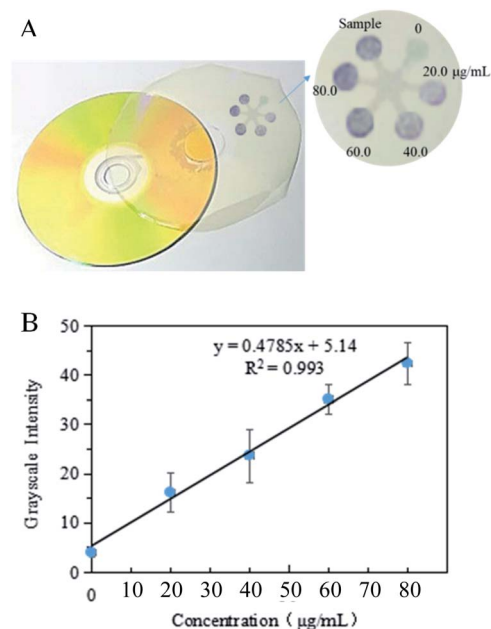 A
Sample
0
20.0 μg/mL
80.0
60.0
40.0
B
y = 0.4785x + 5.14
R² = 0.993
50
40
30
20
10
0
Grayscale Intensity
0 10 20 30 40 50 60 70 80
Concentration ( μg/mL)